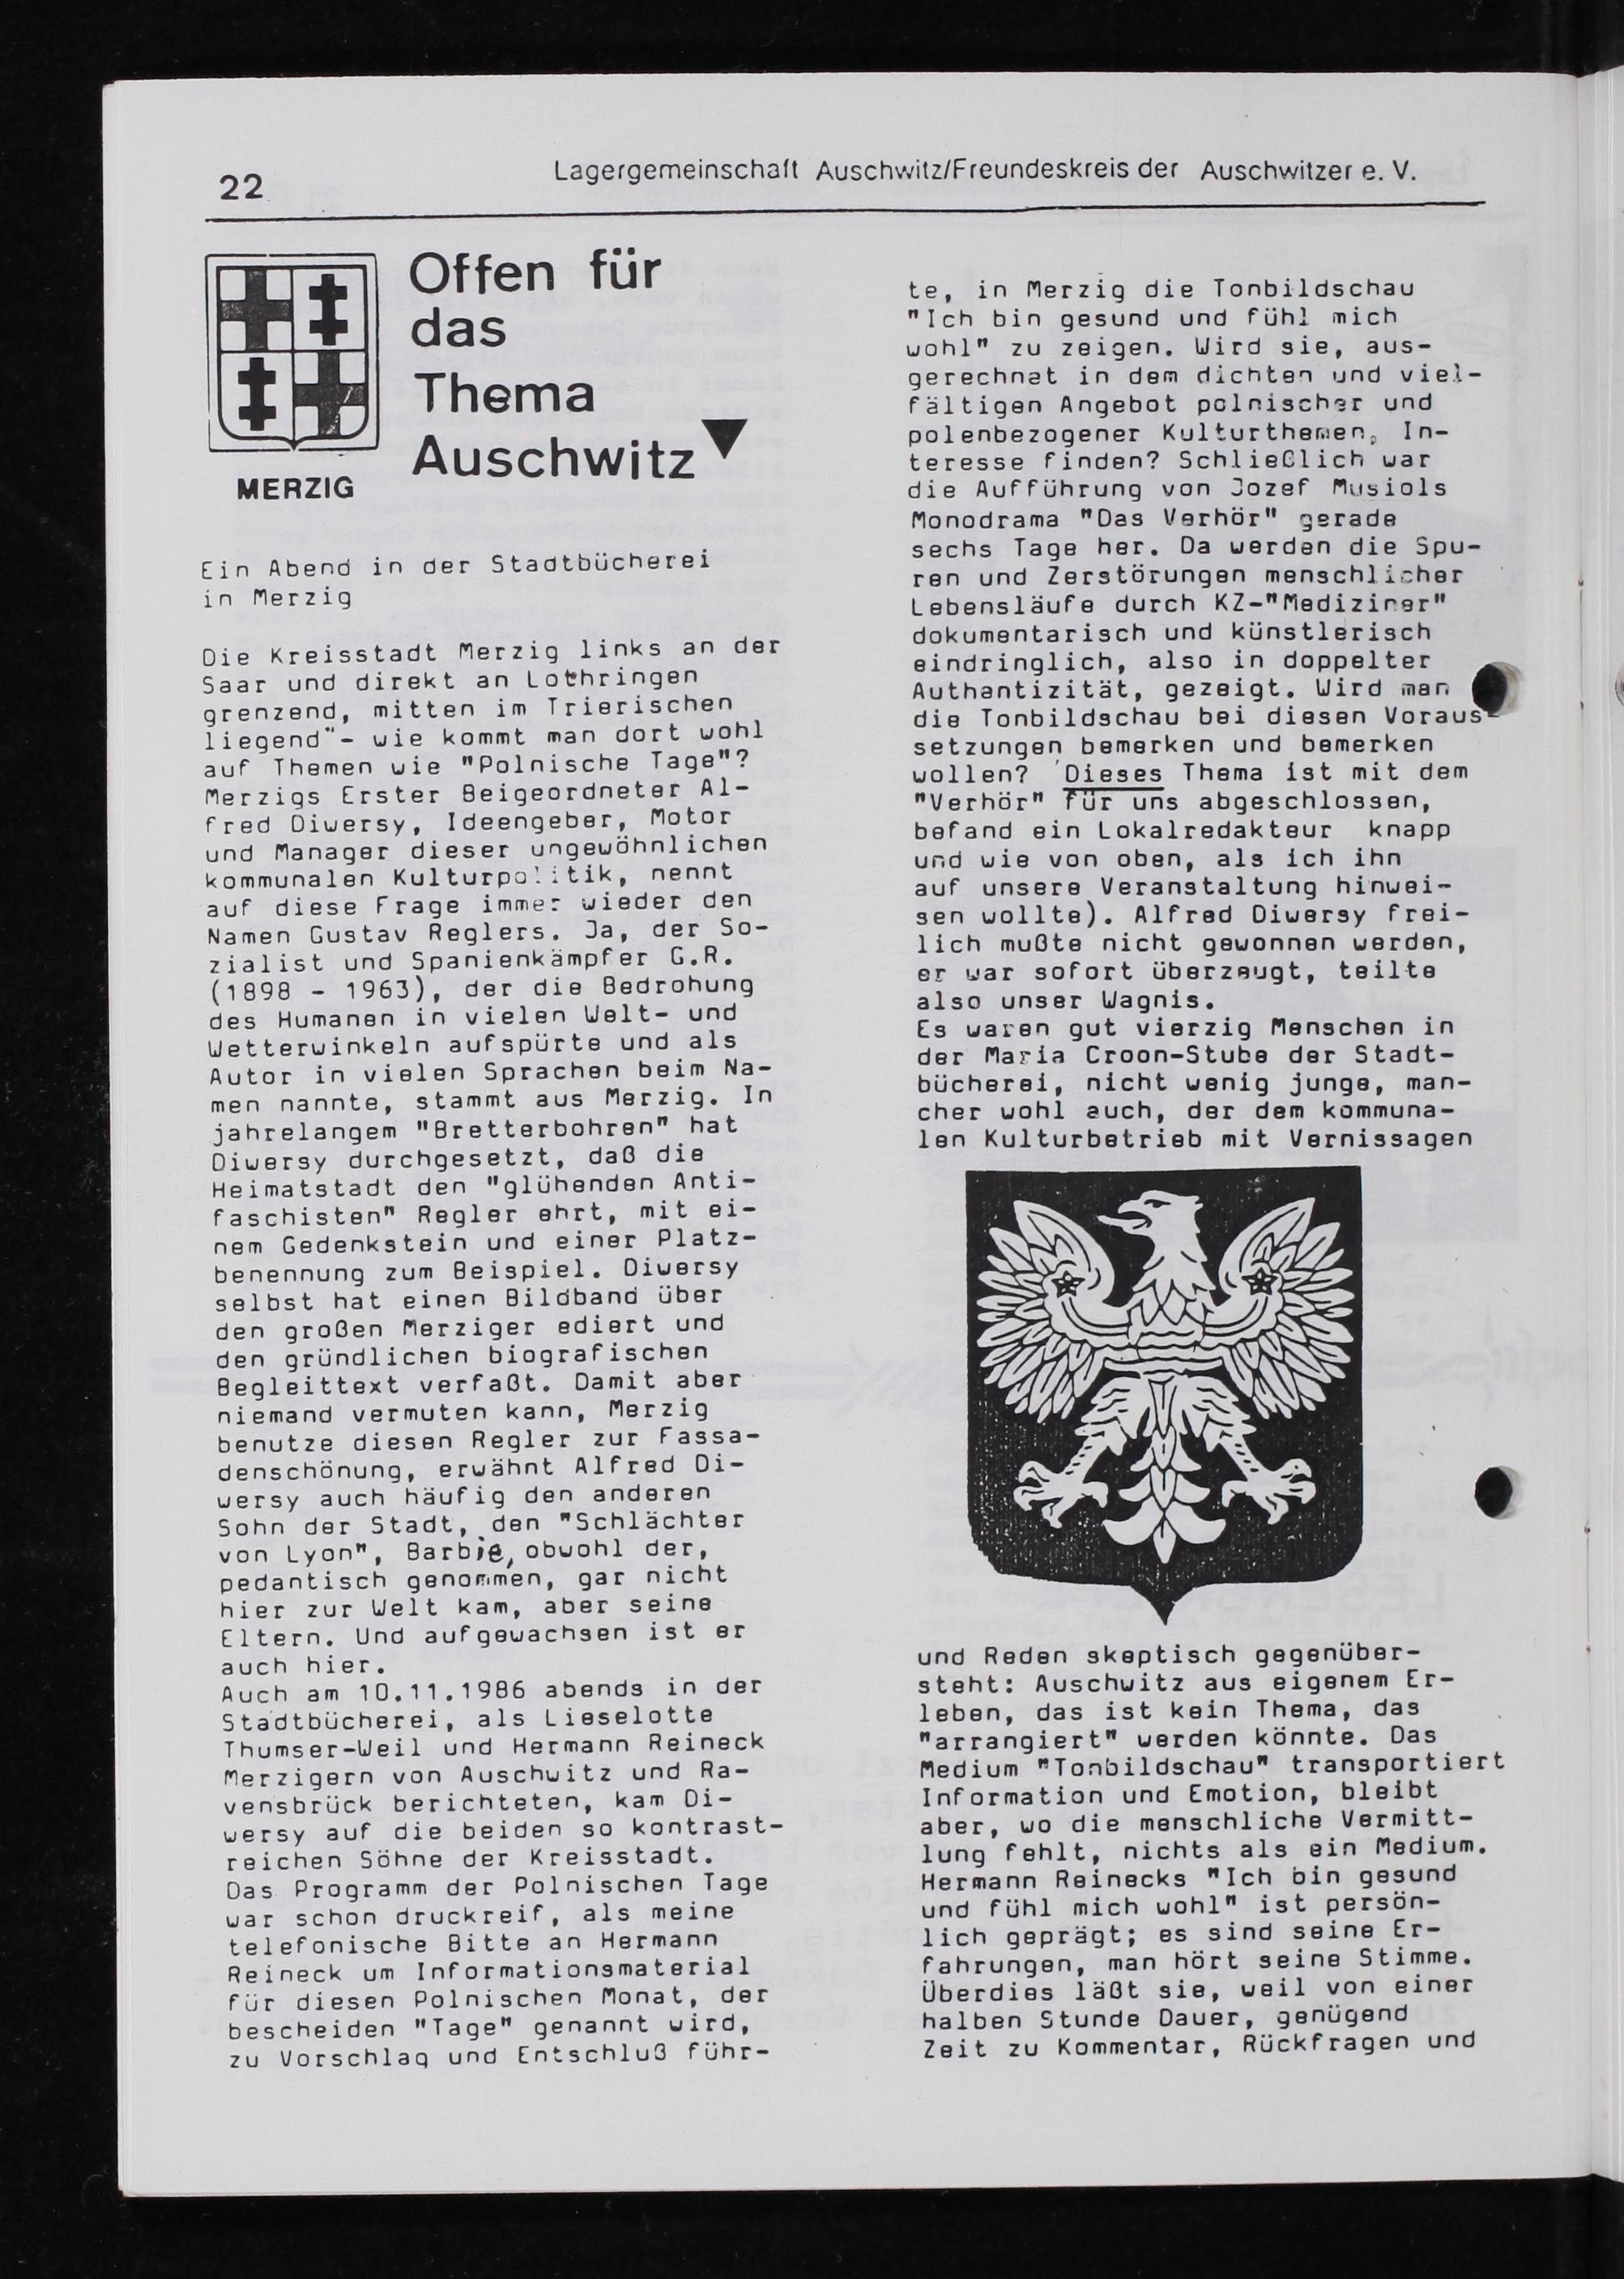 22
Lagergemeinschaft Auschwitz/Freundeskreis der Auschwitzer e. V.
MERZIG
Offen für
das
Thema
Auschwitz
Ein Abend in der Stadtbücherei
in Merzig
Die Kreisstadt Merzig links an der
Saar und direkt an Lothringen
grenzend, mitten im Trierischen
liegend"- wie kommt man dort wohl
auf Themen wie "Polnische Tage"?
Merzigs Erster Beigeordneter Al-
fred Diwersy, Ideengeber, Motor
und Manager dieser ungewöhnlichen
kommunalen Kulturpolitik, nennt
auf diese Frage immer wieder den
Namen Gustav Reglers. Ja, der So-
zialist und Spanienkämpfer G.R.
(1898 - 1963), der die Bedrohung
des Humanen in vielen Welt- und
Wetterwinkeln aufspürte und als
Autor in vielen Sprachen beim Na-
men nannte, stammt aus Merzig. In
jahrelangem "Bretterbohren" hat
Diwersy durchgesetzt, daß die
Heimatstadt den "glühenden Anti-
faschisten" Regler ehrt, mit ei-
nem Gedenkstein und einer Platz-
benennung zum Beispiel. Diwersy
selbst hat einen Bildband über
den großen Merziger ediert und
den gründlichen biografischen
Begleittext verfaßt. Damit aber
niemand vermuten kann, Merzig
benutze diesen Regler zur Fassa-
denschönung, erwähnt Alfred Di-
wersy auch häufig den anderen
Sohn der Stadt, den "Schlächter
von Lyon", Barbie, obwohl der,
pedantisch genommen, gar nicht
hier zur Welt kam, aber seine
Eltern. Und aufgewachsen ist er
auch hier.
Auch am 10.11.1986 abends in der
Stadtbücherei, als Lieselotte
Thumser-Weil und Hermann Reineck
Merzigern von Auschwitz und Ra-
vensbrück berichteten, kam Di-
wersy auf die beiden so kontrast-
reichen Söhne der Kreisstadt.
Das Programm der Polnischen Tage
war schon druckreif, als meine
telefonische Bitte an Hermann
Reineck um Informationsmaterial
für diesen Polnischen Monat, der
bescheiden "Tage" genannt wird,
zu Vorschlag und Entschluß führ-
te, in Merzig die Tonbildschau
"Ich bin gesund und fühl mich
wohl" zu zeigen. Wird sie, aus-
gerechnet in dem dichten und viel-
fältigen Angebot polnischer und
polenbezogener Kulturthemen, In-
teresse finden? Schließlich war
die Aufführung von Jozef Musiols
Monodrama "Das Verhör" gerade
sechs Tage her. Da werden die Spu-
ren und Zerstörungen menschlicher
Lebensläufe durch KZ-"Mediziner"
dokumentarisch und künstlerisch
eindringlich, also in doppelter
Authentizität, gezeigt. Wird man
die Tonbildschau bei diesen Voraus-
setzungen bemerken und bemerken
wollen? 'Dieses Thema ist mit dem
"Verhör" für uns abgeschlossen,
befand ein Lokalredakteur knapp
und wie von oben, als ich ihn
auf unsere Veranstaltung hinwei-
sen wollte). Alfred Diwersy frei-
lich mußte nicht gewonnen werden,
er war sofort überzeugt, teilte
also unser Wagnis.
Es waren gut vierzig Menschen in
der Maria Croon-Stube der Stadt-
bücherei, nicht wenig junge, man-
cher wohl auch, der dem kommuna-
len Kulturbetrieb mit Vernissagen
und Reden skeptisch gegenüber-
steht: Auschwitz aus eigenem Er-
leben, das ist kein Thema, das
"arrangiert" werden könnte. Das
Medium "Tonbildschau" transportiert
Information und Emotion, bleibt
aber, wo die menschliche Vermitt-
lung fehlt, nichts als ein Medium.
Hermann Reinecks "Ich bin gesund
und fühl mich wohl" ist persön-
lich geprägt; es sind seine Er-
fahrungen, man hört seine Stimme.
Überdies läßt sie, weil von einer
halben Stunde Dauer, genügend
Zeit zu Kommentar, Rückfragen und